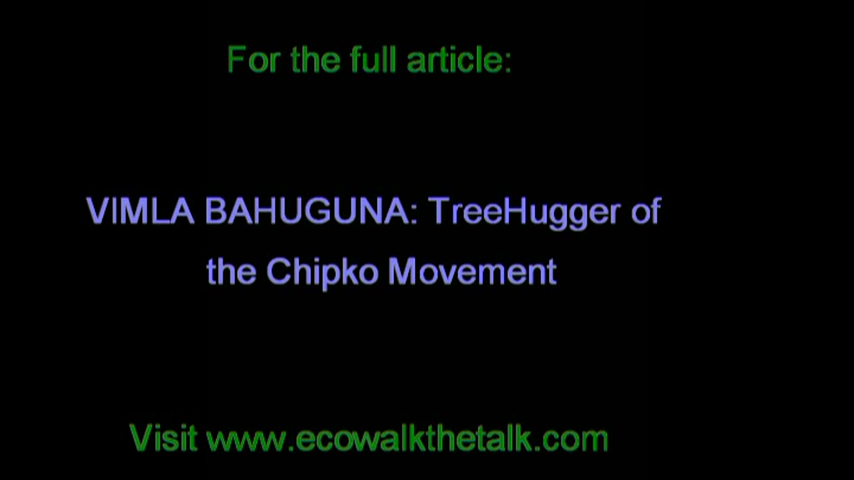 For the full article:
VIMLA BAHUGUNA: TreeHugger of
the Chipko Movement
Visit www.ecowalkthetalk.com